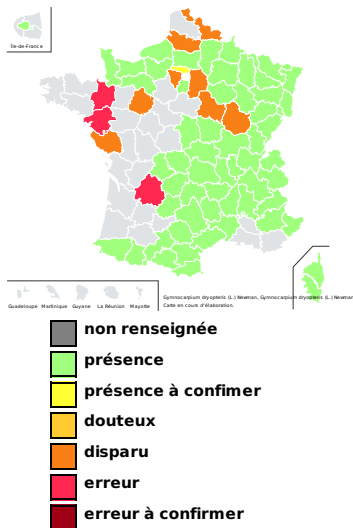 Île-de-France
Guadeloupe Martinique Guyane La Réunion Mayotte
Gymnocarpium dryopteris (L.) Newman, Gymnocarpium dryopteris (L.) Newman
Carte en cours d'élaboration.
non renseignée
présence
présence à confimer
douteux
disparu
erreur
erreur à confirmer